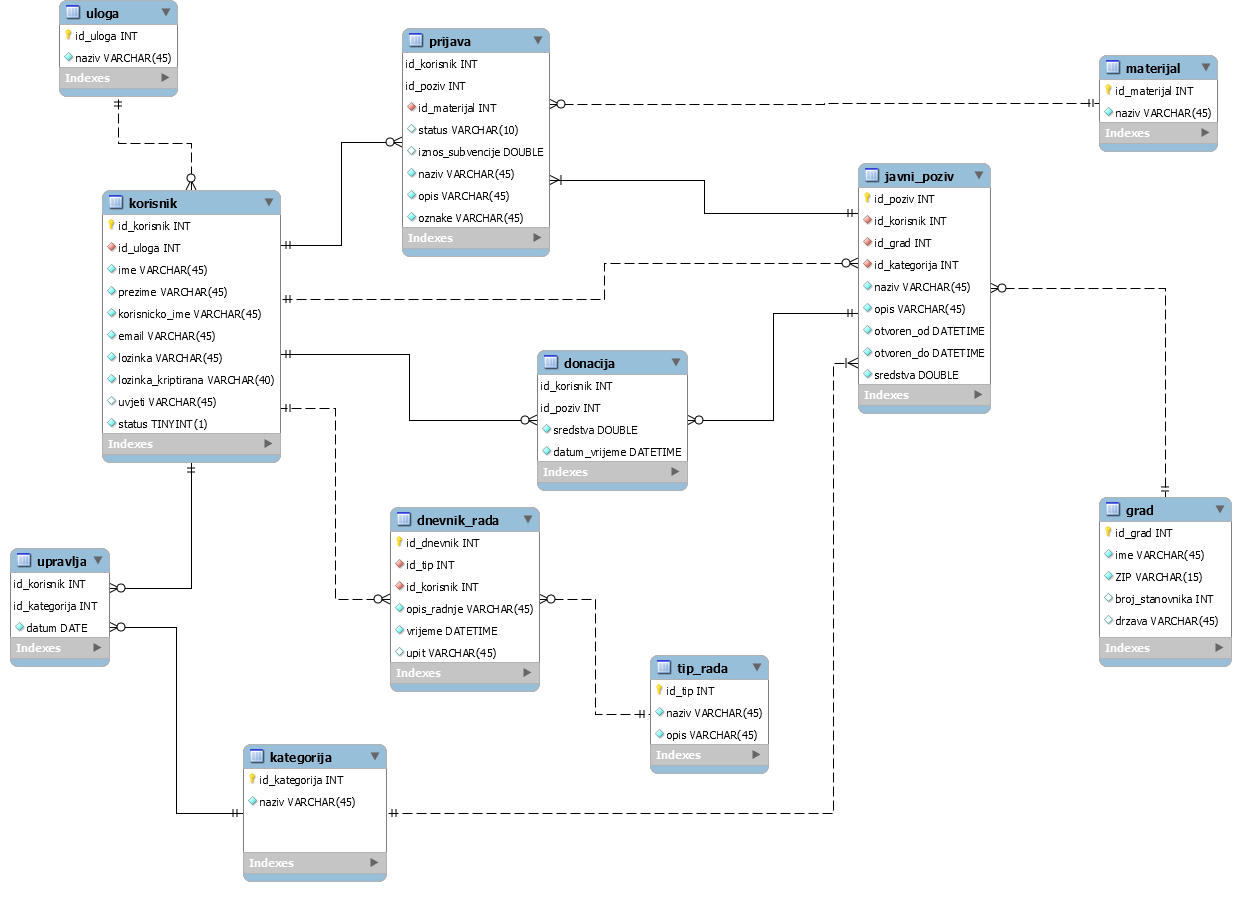 uloga
id_uloga INT
naziv VARCHAR(45)
Indexes
prijava
id_korisnik INT
id_poziv INT
id_materijal INT
status VARCHAR(10)
iznos_subvencije DOUBLE
naziv VARCHAR(45)
opis VARCHAR(45)
oznake VARCHAR(45)
Indexes
materijal
id_materijal INT
naziv VARCHAR(45)
Indexes
korisnik
id_korisnik INT
id_uloga INT
ime VARCHAR(45)
prezime VARCHAR(45)
korisnicko_ime VARCHAR(45)
email VARCHAR(45)
lozinka VARCHAR(45)
lozinka_kriptirana VARCHAR(40)
uvjeti VARCHAR(45)
status TINYINT(1)
Indexes
javni_poziv
id_poziv INT
id_korisnik INT
id_grad INT
id_kategorija INT
naziv VARCHAR(45)
opis VARCHAR(45)
otvoren_od DATETIME
otvoren_do DATETIME
sredstva DOUBLE
Indexes
donacija
id_korisnik INT
id_poziv INT
sredstva DOUBLE
datum_vrijeme DATETIME
Indexes
dnevnik_rada
id_dnevnik INT
id_tip INT
id_korisnik INT
opis_radnje VARCHAR(45)
vrijeme DATETIME
upit VARCHAR(45)
Indexes
grad
id_grad INT
ime VARCHAR(45)
ZIP VARCHAR(15)
broj_stanovnika INT
drzava VARCHAR(45)
Indexes
upravlja
id_korisnik INT
id_kategorija INT
datum DATE
Indexes
tip_rada
id_tip INT
naziv VARCHAR(45)
opis VARCHAR(45)
Indexes
kategorija
id_kategorija INT
naziv VARCHAR(45)
Indexes